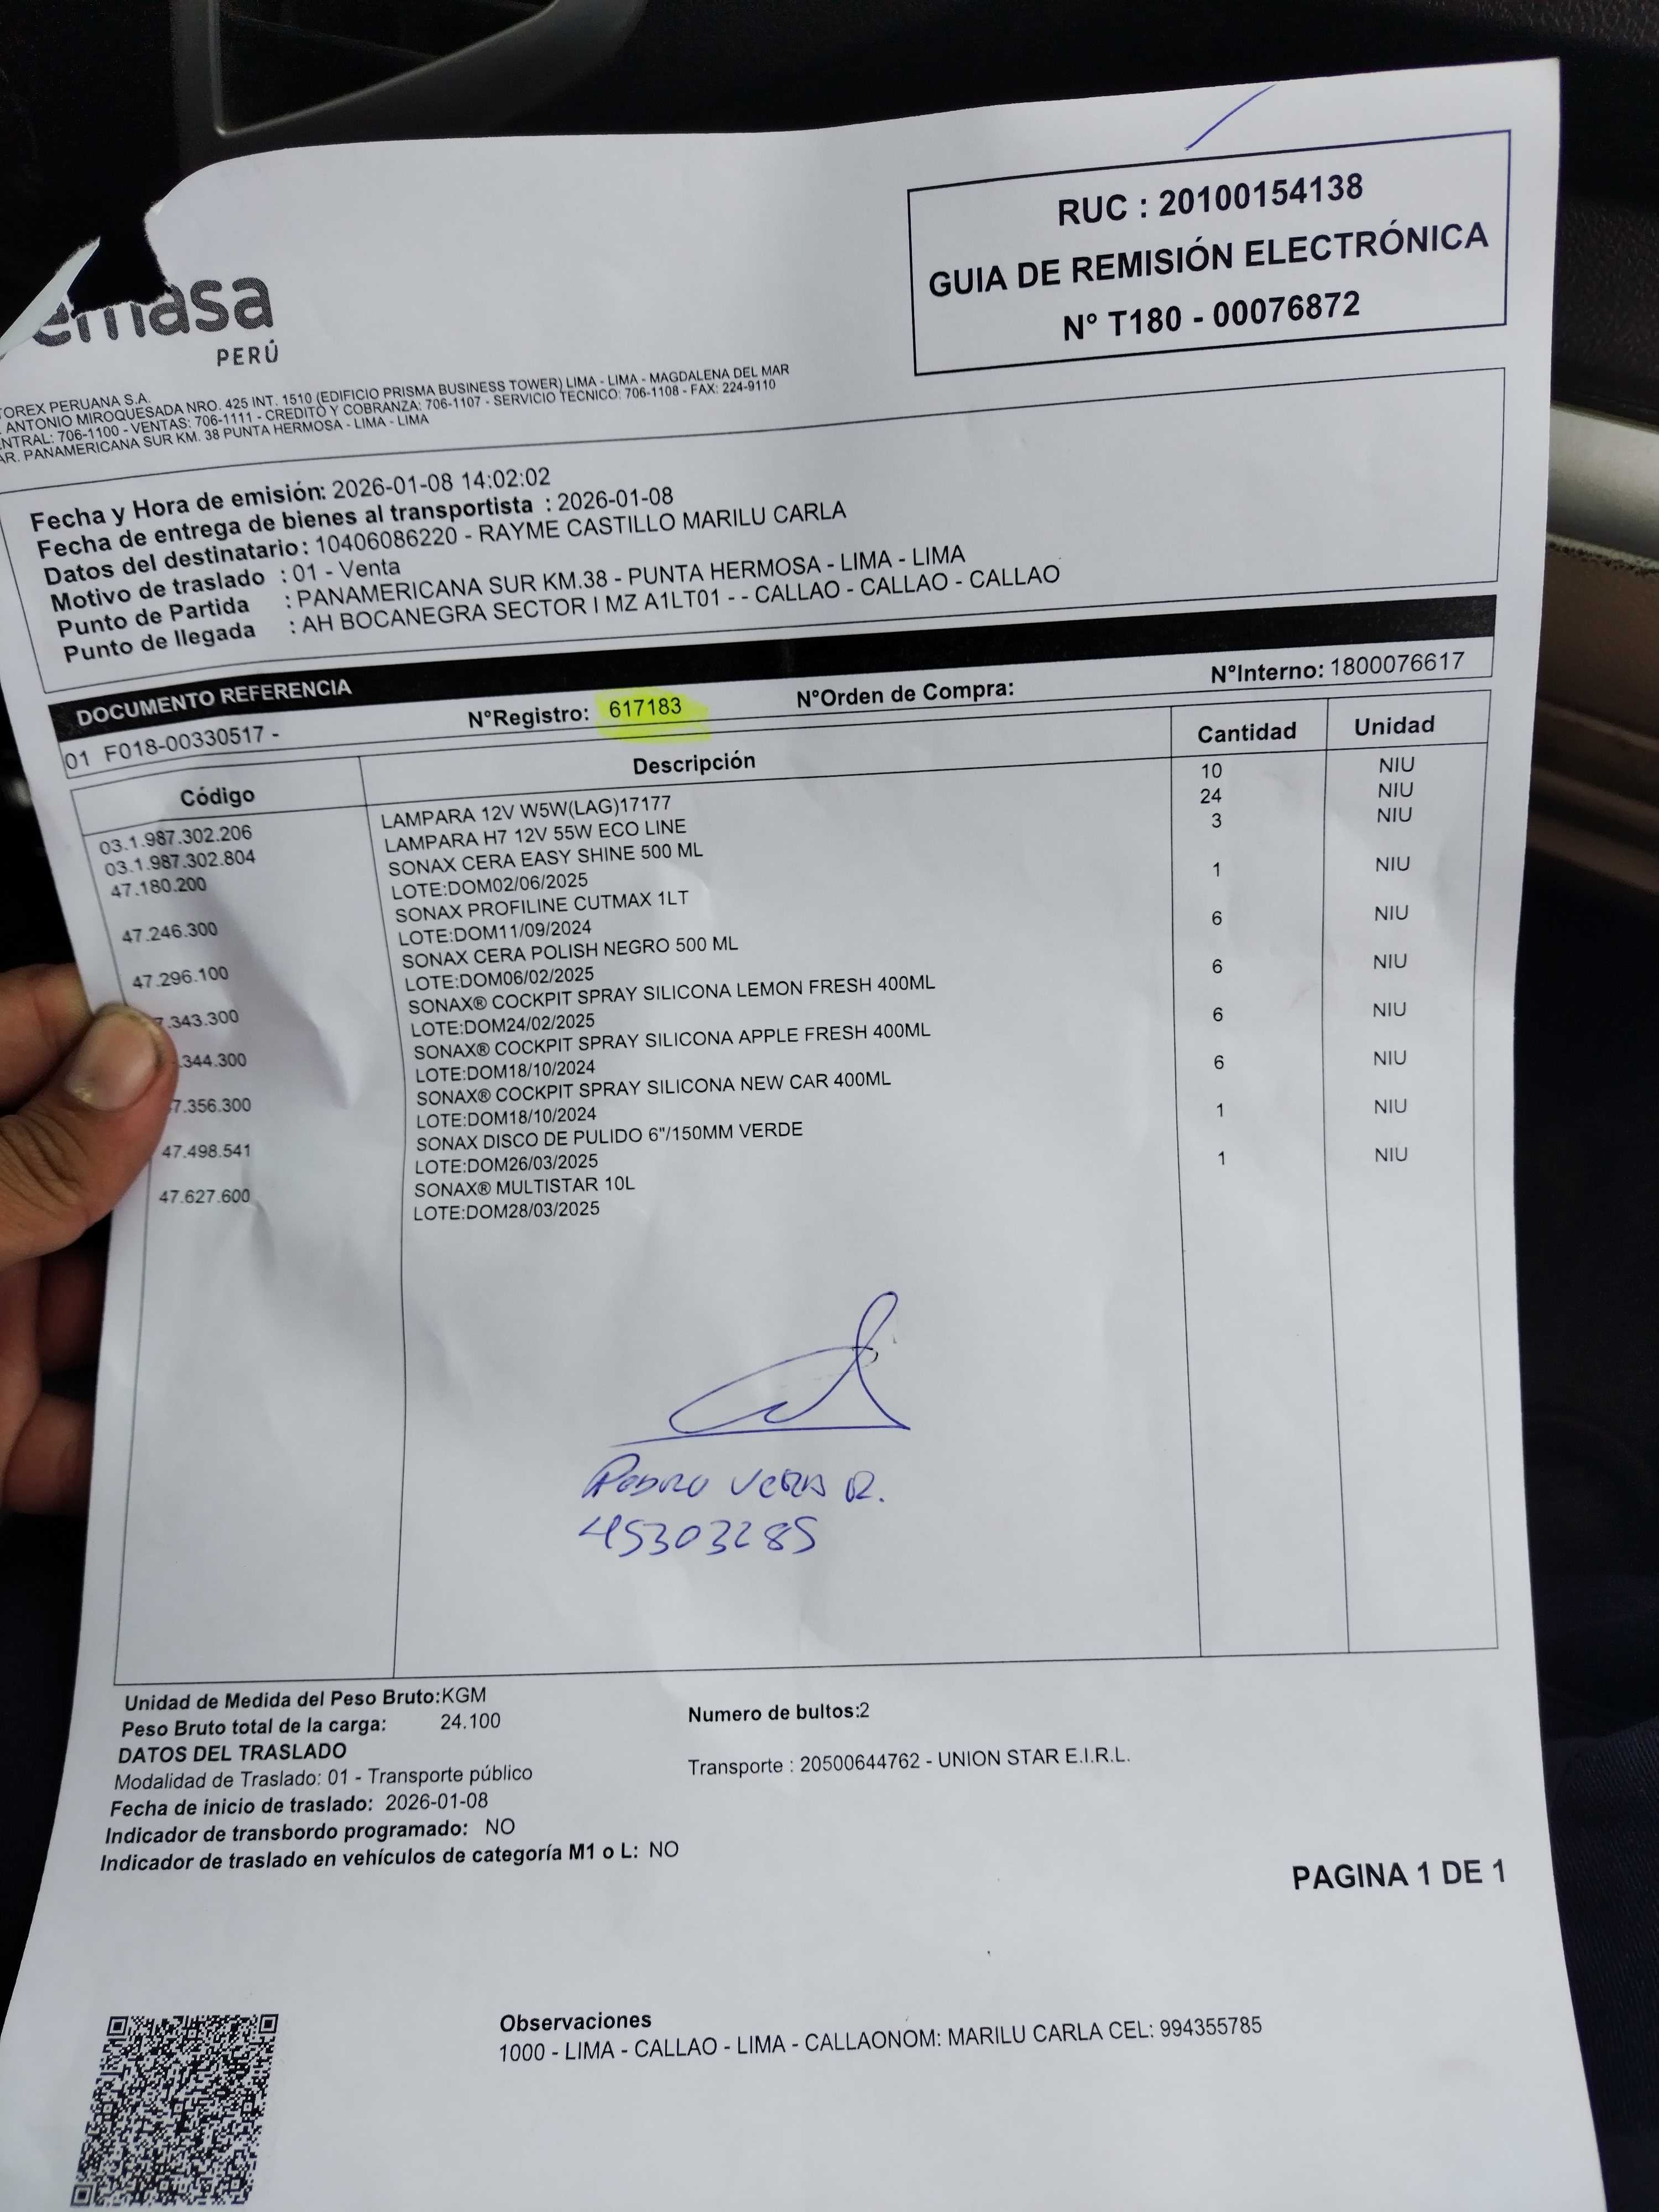 RUC : 20100154138
GUIA DE REMISIÓN ELECTRÓNICA
N° T180 - 00076872
emasa
PERÚ
OREX PERUANA S.A.
ANTONIO MIROQUESADA NRO. 425 INT. 1510 (EDIFICIO PRISMA BUSINESS TOWER) LIMA - LIMA - MAGDALENA DEL MAR
NTRAL: 706-1100 - VENTAS: 706-1111 - CREDITO Y COBRANZA: 706-1107 - SERVICIO TECNICO: 706-1108 - FAX: 224-9110
AR. PANAMERICANA SUR KM. 38 PUNTA HERMOSA - LIMA - LIMA
Fecha y Hora de emisión: 2026-01-08 14:02:02
Fecha de entrega de bienes al transportista : 2026-01-08
Datos del destinatario : 10406086220 - RAYME CASTILLO MARILU CARLA
Motivo de traslado : 01 - Venta
Punto de Partida : PANAMERICANA SUR KM.38 - PUNTA HERMOSA - LIMA - LIMA
Punto de llegada : AH BOCANEGRA SECTOR I MZ A1LT01 - - CALLAO - CALLAO - CALLAO
DOCUMENTO REFERENCIA
01 F018-00330517 - N°Registro: 617183 N°Orden de Compra: N°Interno: 1800076617
Código Descripción Cantidad Unidad
03.1.987.302.206 LAMPARA 12V W5W(LAG)17177 10 NIU
03.1.987.302.804 LAMPARA H7 12V 55W ECO LINE 24 NIU
47.180.200 SONAX CERA EASY SHINE 500 ML 3 NIU
LOTE:DOM02/06/2025
47.246.300 SONAX PROFILINE CUTMAX 1LT 1 NIU
LOTE:DOM11/09/2024
47.296.100 SONAX CERA POLISH NEGRO 500 ML 6 NIU
LOTE:DOM06/02/2025
7.343.300 SONAX® COCKPIT SPRAY SILICONA LEMON FRESH 400ML 6 NIU
LOTE:DOM24/02/2025
.344.300 SONAX® COCKPIT SPRAY SILICONA APPLE FRESH 400ML 6 NIU
LOTE:DOM18/10/2024
7.356.300 SONAX® COCKPIT SPRAY SILICONA NEW CAR 400ML 6 NIU
LOTE:DOM18/10/2024
47.498.541 SONAX DISCO DE PULIDO 6"/150MM VERDE 1 NIU
LOTE:DOM26/03/2025
47.627.600 SONAX® MULTISTAR 10L 1 NIU
LOTE:DOM28/03/2025
PEDRO VERA R.
45303285
Unidad de Medida del Peso Bruto:KGM
Peso Bruto total de la carga: 24.100 Numero de bultos:2
DATOS DEL TRASLADO
Modalidad de Traslado: 01 - Transporte público Transporte : 20500644762 - UNION STAR E.I.R.L.
Fecha de inicio de traslado: 2026-01-08
Indicador de transbordo programado: NO
Indicador de traslado en vehículos de categoría M1 o L: NO
PAGINA 1 DE 1
Observaciones
1000 - LIMA - CALLAO - LIMA - CALLAONOM: MARILU CARLA CEL: 994355785